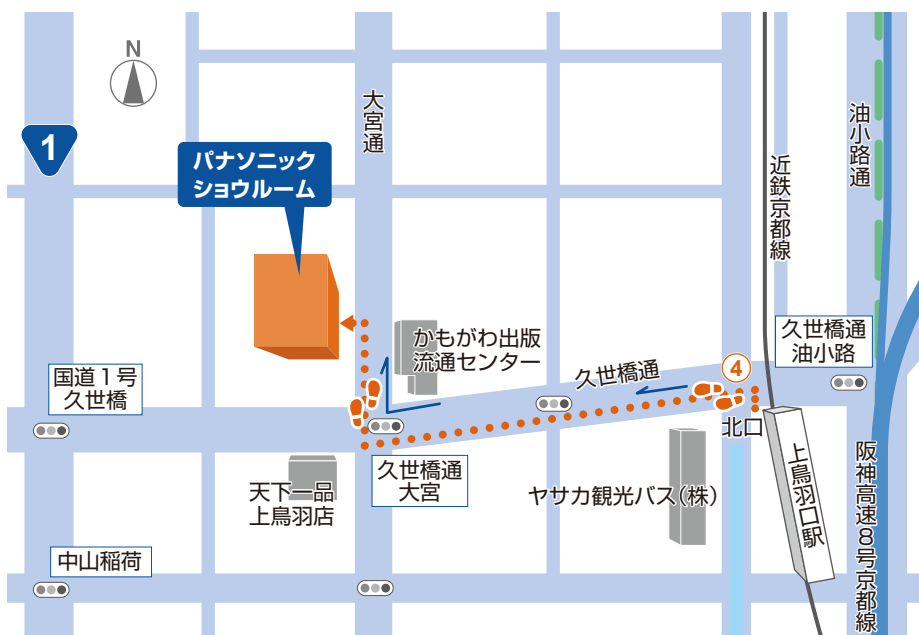 N
大宮通
1
パナソニック
ショウルーム
油小路通
近鉄京都線
かもがわ出版
流通センター
久世橋通
油小路
国道1号
久世橋
久世橋通
4
北口
久世橋通
大宮
天下一品
上鳥羽店
ヤサカ観光バス(株)
上鳥羽口駅
阪神高速8号京都線
中山稲荷